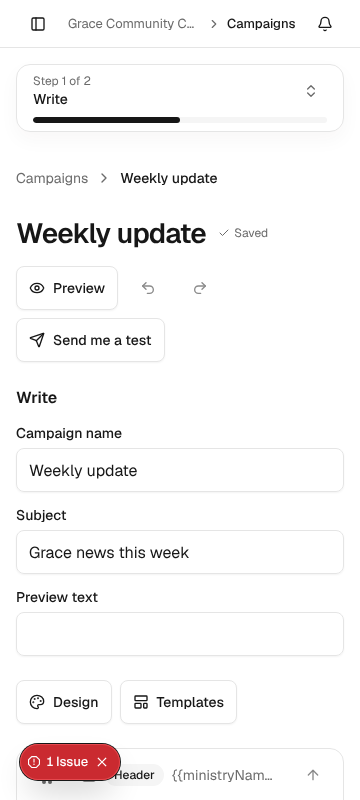 Grace Community C... > Campaigns
Step 1 of 2
Write
Campaigns > Weekly update
Weekly update ✓ Saved
Preview
Send me a test
Write
Campaign name
Weekly update
Subject
Grace news this week
Preview text
Design Templates
1 Issue × Header {{ministryNam...